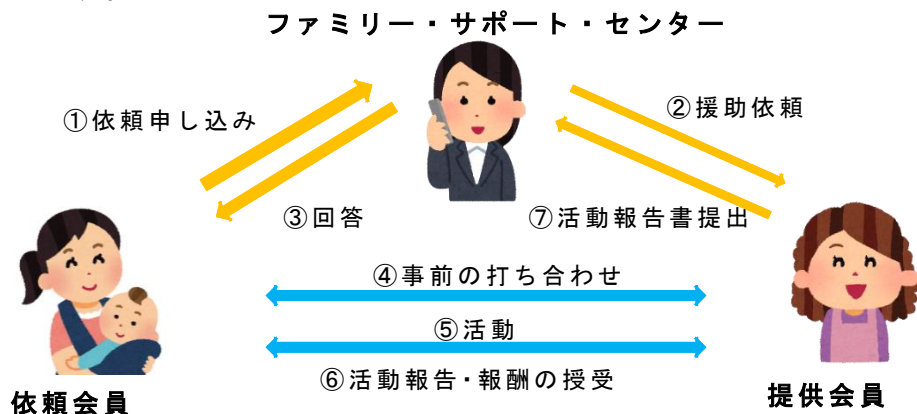 ファミリー・サポート・センター
①依頼申し込み
②援助依頼
③回答
⑦活動報告書提出
④事前の打ち合わせ
⑤活動
⑥活動報告・報酬の授受
依頼会員
提供会員